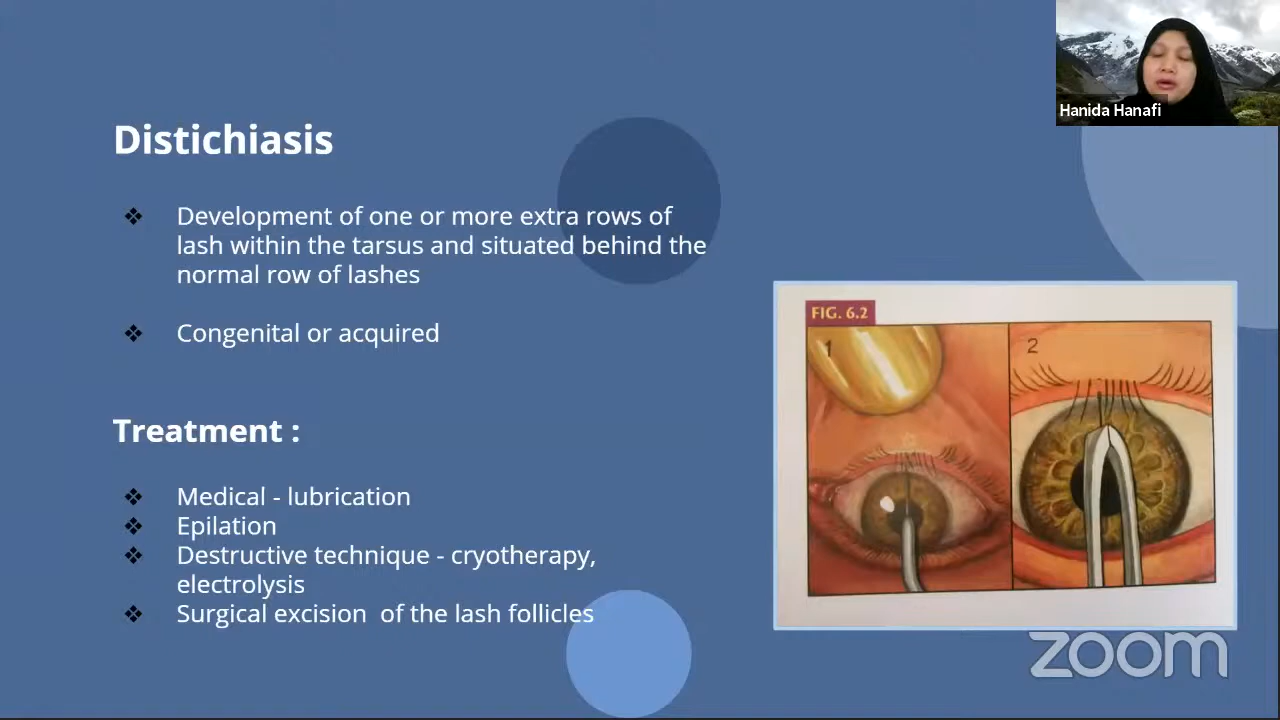 Hanida Hanafi
Distichiasis
❖ Development of one or more extra rows of
lash within the tarsus and situated behind the
normal row of lashes
❖ Congenital or acquired
FIG. 6.2
1
2
Treatment :
❖ Medical - lubrication
❖ Epilation
❖ Destructive technique - cryotherapy,
electrolysis
❖ Surgical excision  of the lash follicles
zoom